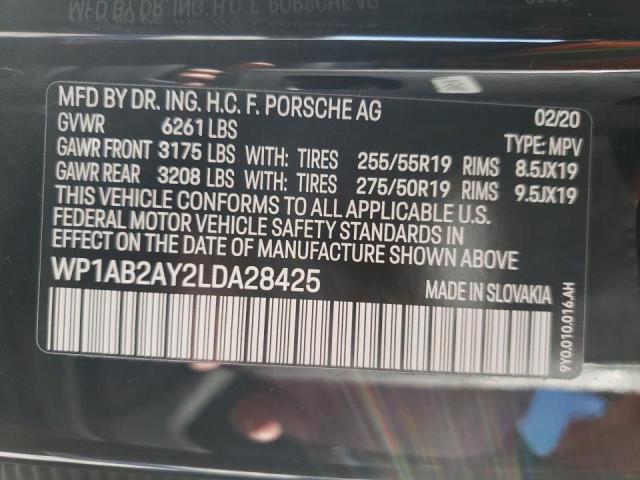 MFD BY DR. ING. H.C. F. PORSCHE AG 02/20
GVWR 6261 LBS TYPE: MPV
GAWR FRONT 3175 LBS WITH: TIRES 255/55R19 RIMS 8.5JX19
GAWR REAR 3208 LBS WITH: TIRES 275/50R19 RIMS 9.5JX19
THIS VEHICLE CONFORMS TO ALL APPLICABLE U.S.
FEDERAL MOTOR VEHICLE SAFETY STANDARDS IN
EFFECT ON THE DATE OF MANUFACTURE SHOWN ABOVE
WP1AB2AY2LDA28425 MADE IN SLOVAKIA
9Y0.010.016.AH